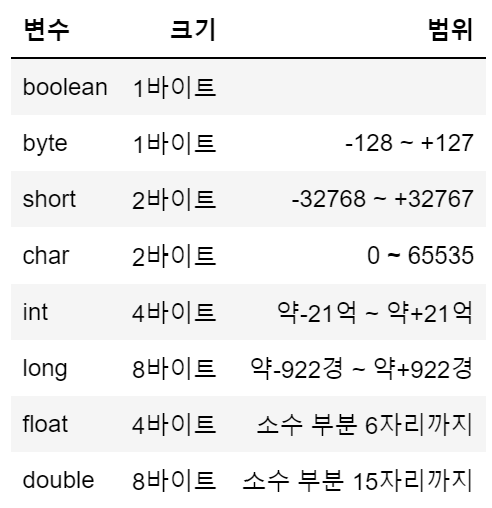 변수 크기 범위
boolean 1바이트
byte 1바이트 -128 ~ +127
short 2바이트 -32768 ~ +32767
char 2바이트 0 ~ 65535
int 4바이트 약-21억 ~ 약+21억
long 8바이트 약-922경 ~ 약+922경
float 4바이트 소수 부분 6자리까지
double 8바이트 소수 부분 15자리까지